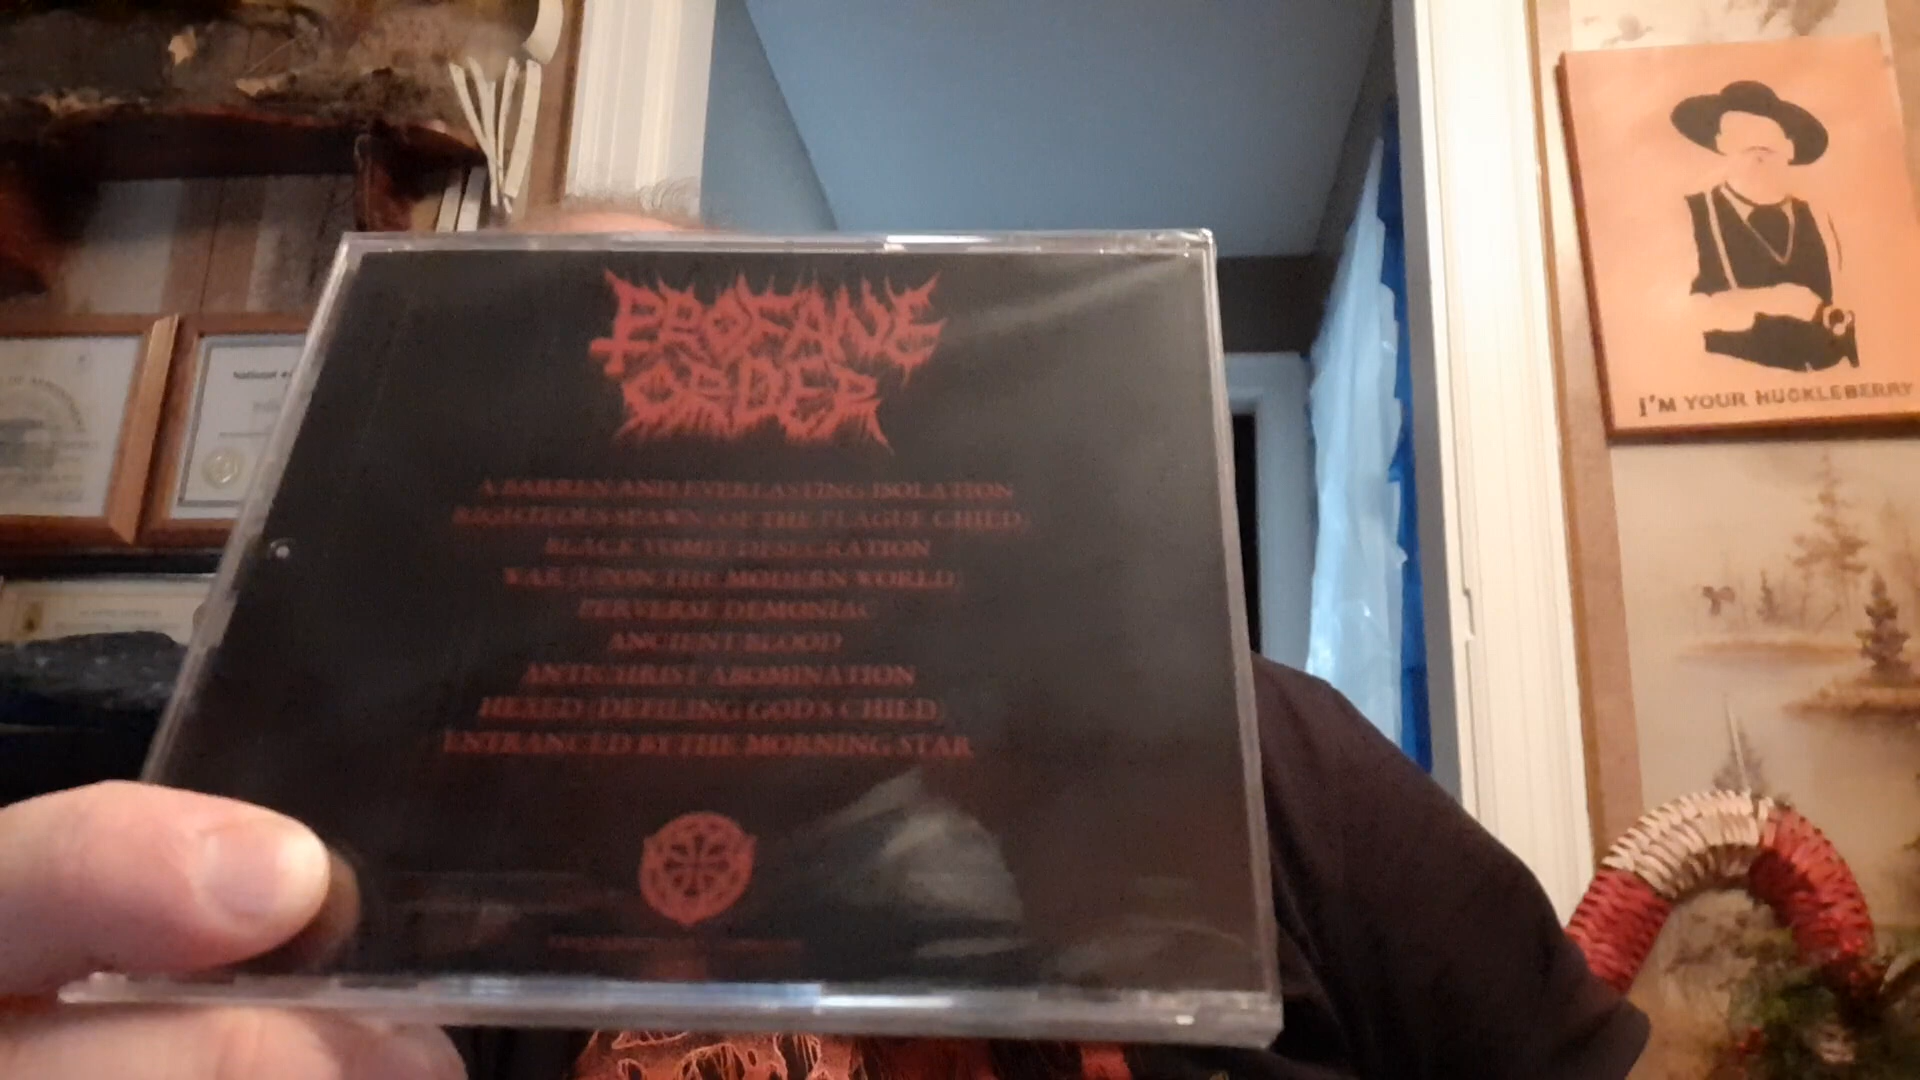 PROFANE
ORDER
A BARREN AND EVERLASTING ISOLATION
RIGHTEOUS SPAWN (OF THE PLAGUE CHILD)
BLACK VOMIT DESECRATION
WAR (UPON THE MODERN WORLD)
PERVERSE DEMONIAC
ANCIENT BLOOD
ANTICHRIST ABOMINATION
HEXED (DEFILING GOD'S CHILD)
ENTRANCED BY THE MORNING STAR
I'M YOUR HUCKLEBERRY
National